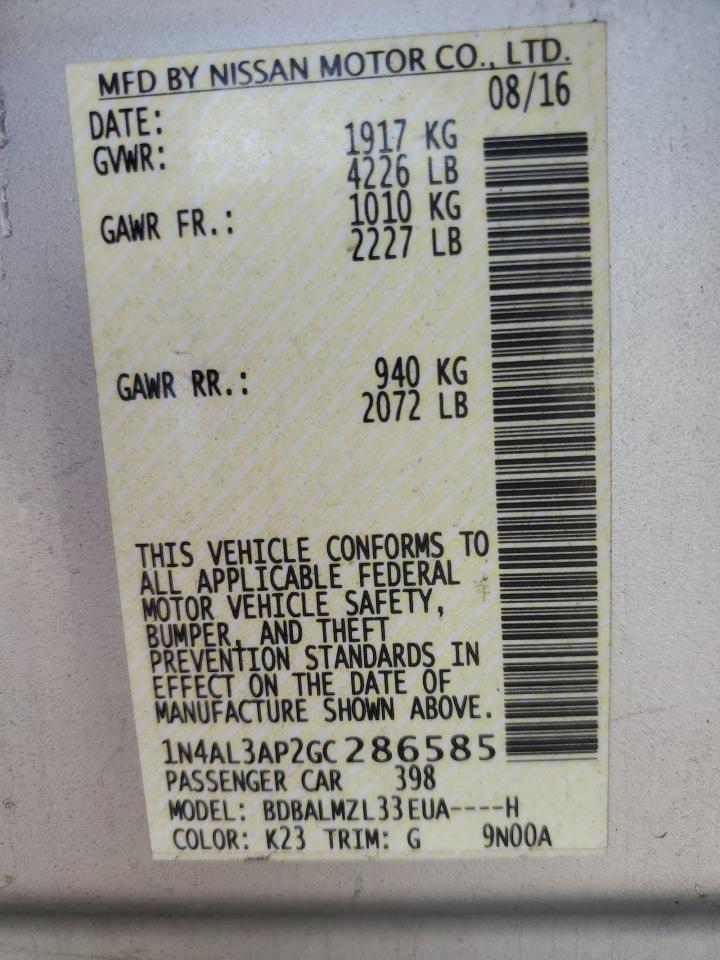 MFD BY NISSAN MOTOR CO., LTD.
DATE: 08/16
GVWR: 1917 KG
4226 LB
GAWR FR.: 1010 KG
2227 LB
GAWR RR.: 940 KG
2072 LB
THIS VEHICLE CONFORMS TO
ALL APPLICABLE FEDERAL
MOTOR VEHICLE SAFETY,
BUMPER, AND THEFT
PREVENTION STANDARDS IN
EFFECT ON THE DATE OF
MANUFACTURE SHOWN ABOVE.
1N4AL3AP2GC286585
PASSENGER CAR 398
MODEL: BDBALMZL33EUA----H
COLOR: K23 TRIM: G 9N00A